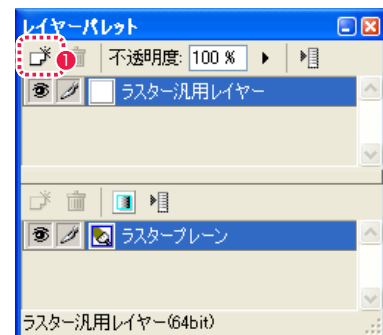 レイヤーパレット
1 不透明度: 100 %
ラスター汎用レイヤー
ラスタープレーン
ラスター汎用レイヤー(64bit)